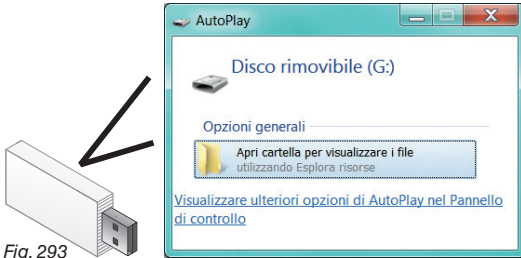 AutoPlay
Disco rimovibile (G:)
Opzioni generali
Apri cartella per visualizzare i file
utilizzando Esplora risorse
Visualizzare ulteriori opzioni di AutoPlay nel Pannello
di controllo
Fig. 293